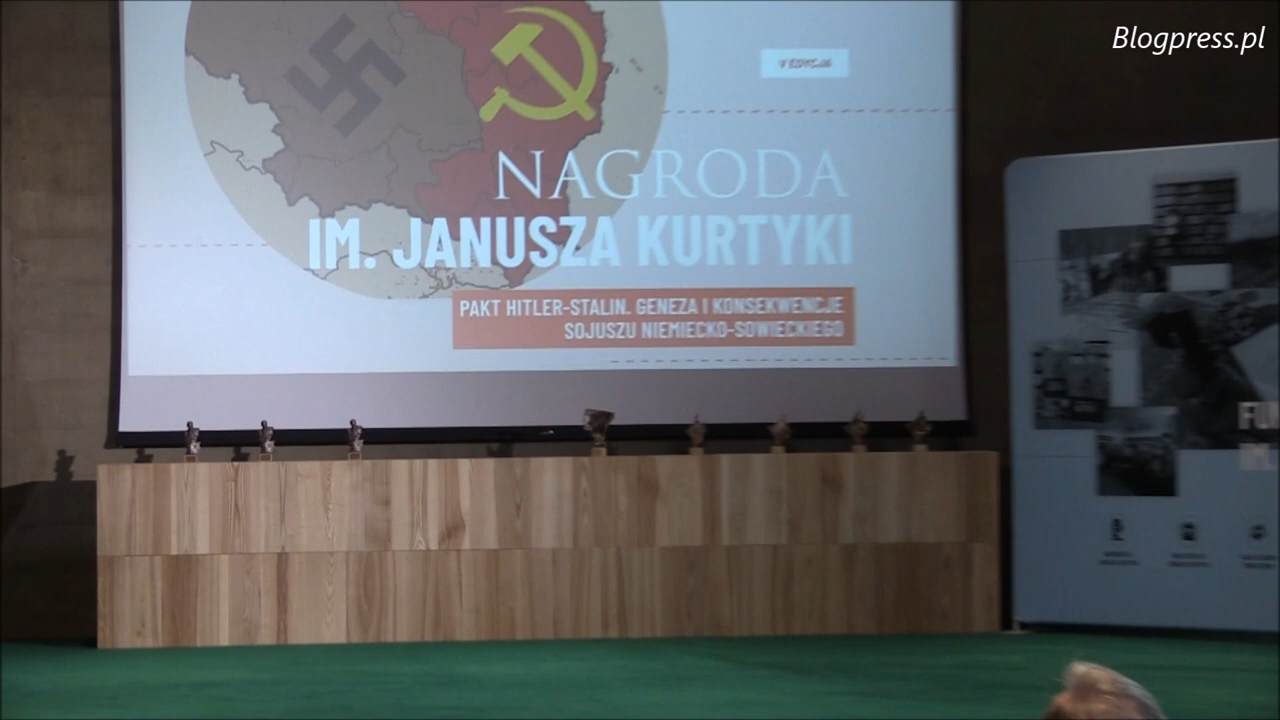 Blogpress.pl
V EDYCJA
NAGRODA
IM. JANUSZA KURTYKI
PAKT HITLER-STALIN. GENEZA I KONSEKWENCJE
SOJUSZU NIEMIECKO-SOWIECKIEGO